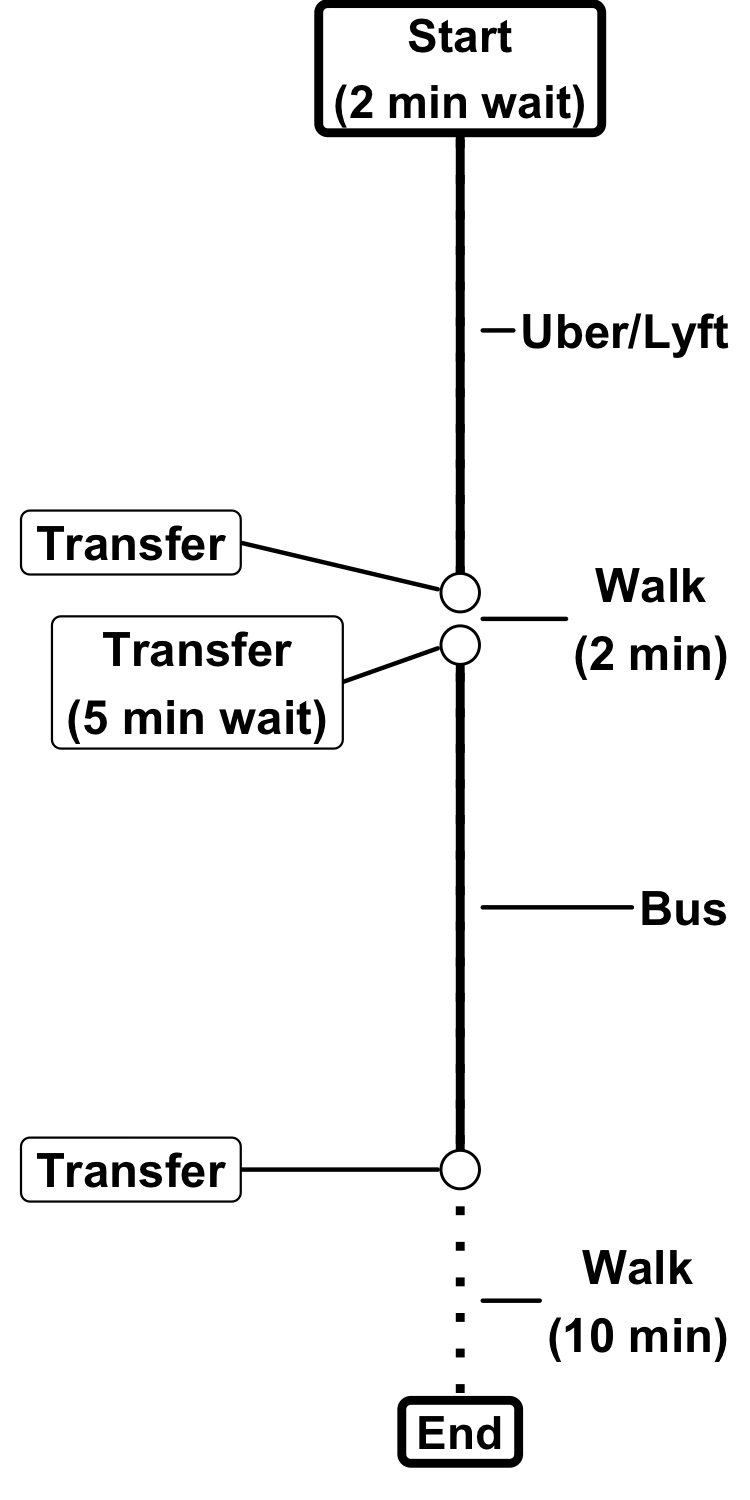 Start
(2 min wait)
Uber/Lyft
Transfer
Walk
(2 min)
Transfer
(5 min wait)
Bus
Transfer
Walk
(10 min)
End